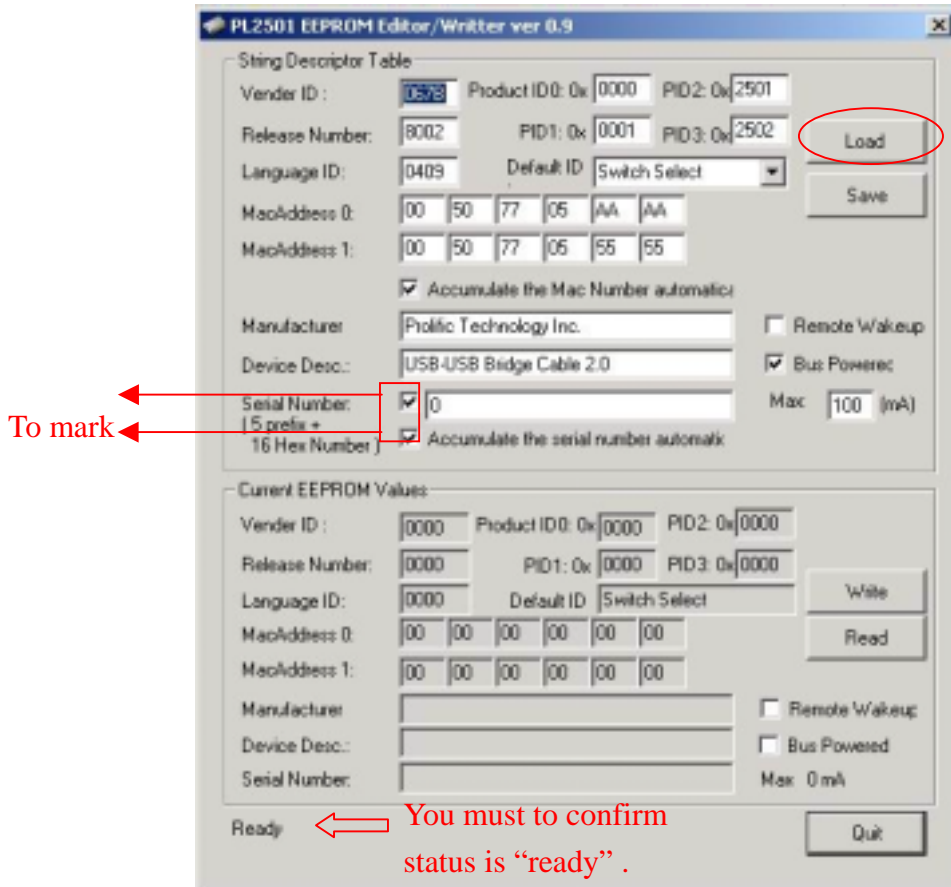 PL2501 EEPROM Editor/Writter ver 0.9
String Descriptor Table
Vender ID : 067B Product ID0: 0x 0000 PID2: 0x 2501
Release Number: 8002 PID1: 0x 0001 PID3: 0x 2502
Load
Language ID: 0409 Default ID Switch Select
Save
MacAddress 0: 00 50 77 05 AA AA
MacAddress 1: 00 50 77 05 55 55
Accumulate the Mac Number automatica
Manufacturer Prolific Technology Inc. Remote Wakeup
Device Desc.: USB-USB Bridge Cable 2.0 Bus Powerec
Serial Number: 0 Max: 100 (mA)
To mark
( 5 prefix +
16 Hex Number ) Accumulate the serial number automatic
Current EEPROM Values
Vender ID : 0000 Product ID0: 0x 0000 PID2: 0x 0000
Release Number: 0000 PID1: 0x 0000 PID3: 0x 0000
Language ID: 0000 Default ID Switch Select
Write
MacAddress 0: 00 00 00 00 00 00
Read
MacAddress 1: 00 00 00 00 00 00
Manufacturer Remote Wakeup
Device Desc.: Bus Powered
Serial Number: Max 0 mA
Ready
You must to confirm
status is “ready” .
Quit